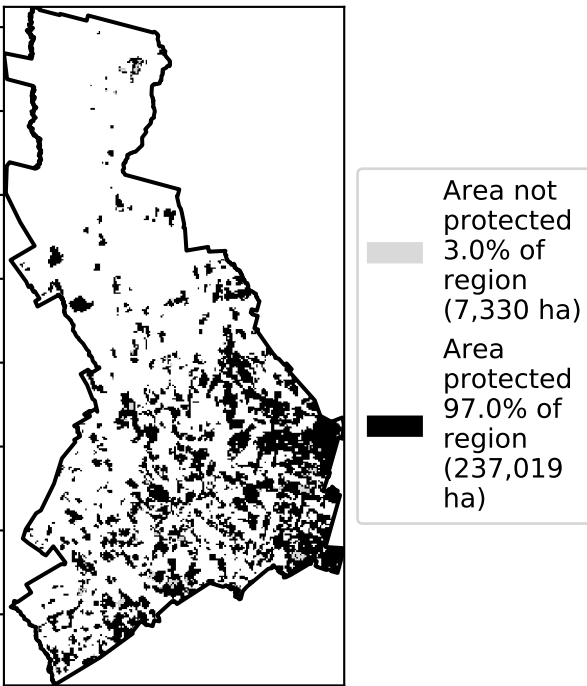 Area not
protected
3.0% of
region
(7,330 ha)
Area
protected
97.0% of
region
(237,019
ha)